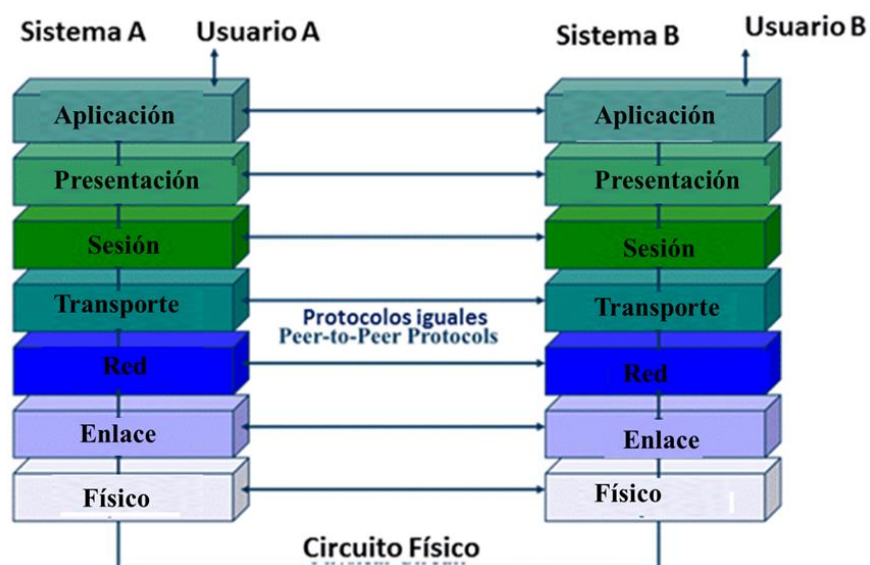 Sistema A
Usuario A
Sistema B
Usuario B
Aplicación
Aplicación
Presentación
Presentación
Sesión
Sesión
Transporte
Transporte
Protocolos iguales
Peer-to-Peer Protocols
Red
Red
Enlace
Enlace
Físico
Físico
Circuito Físico